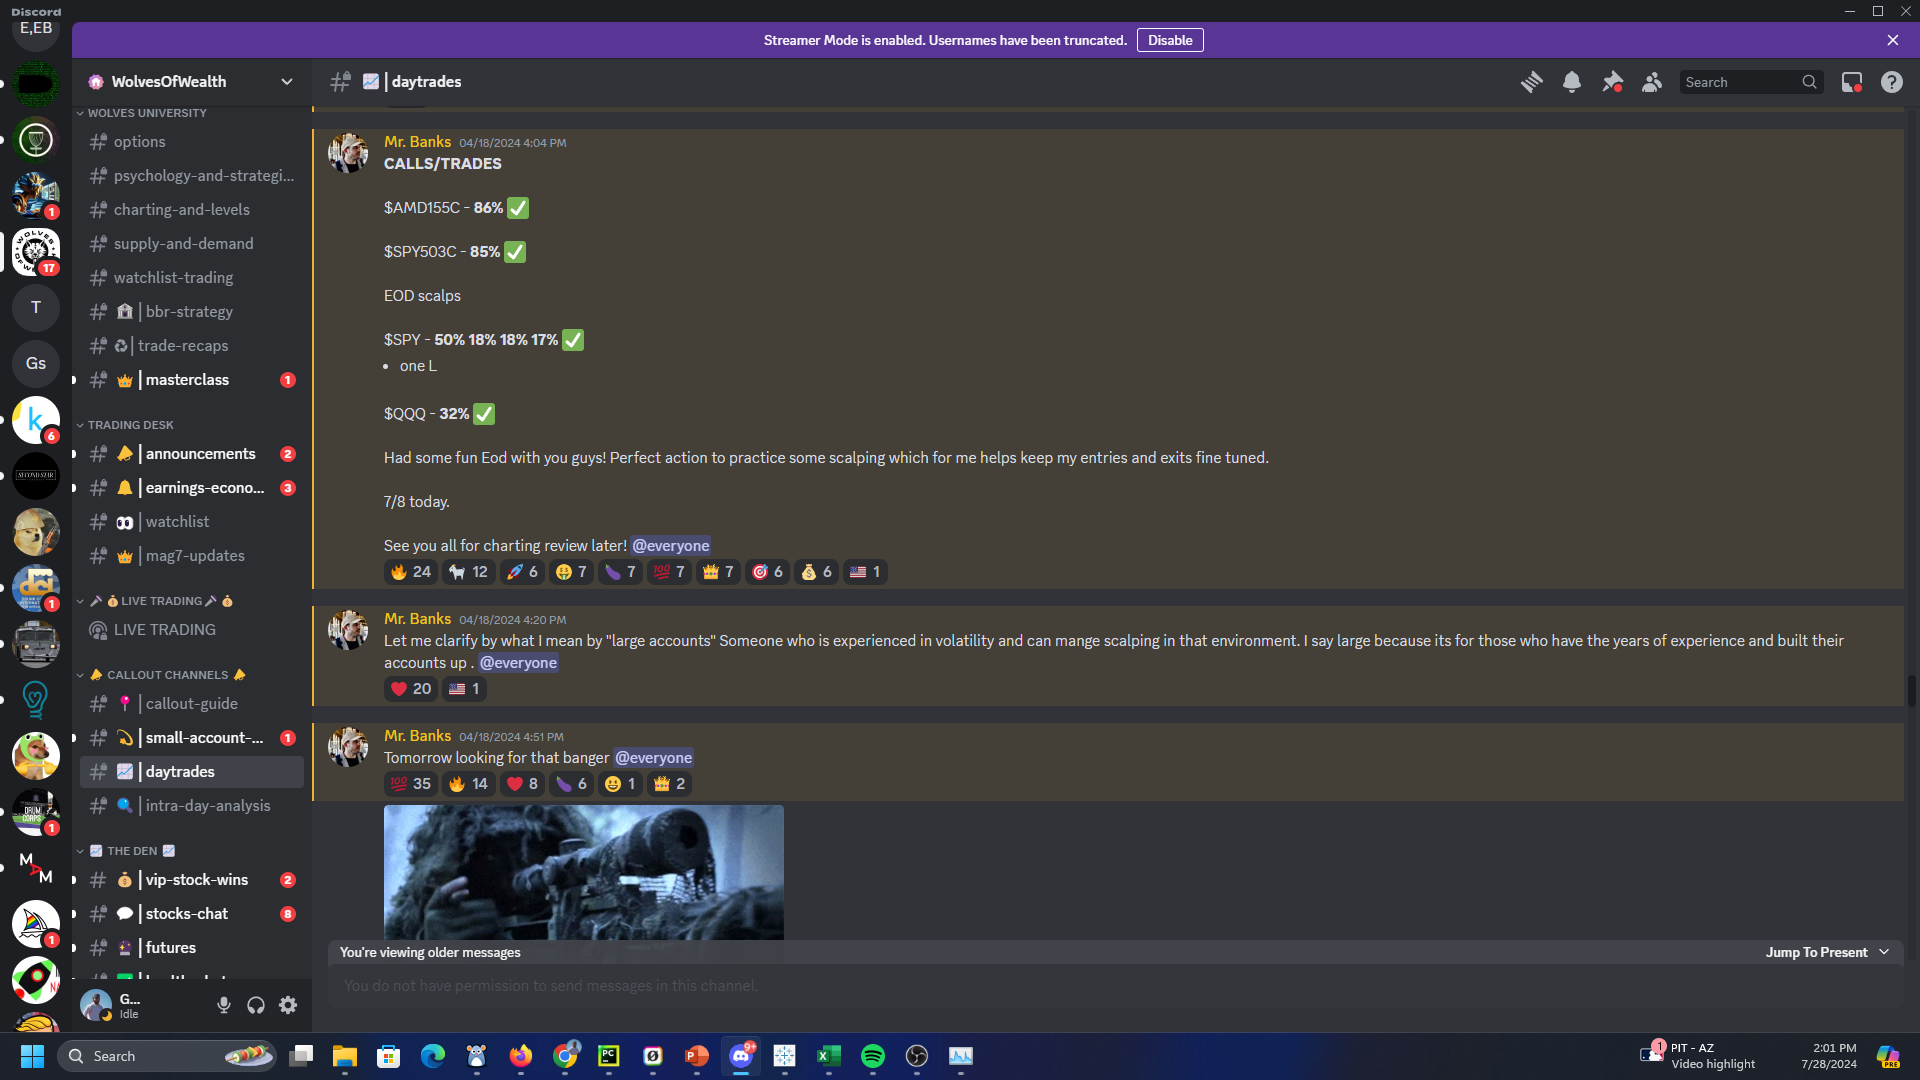 Discord
E,EB
Streamer Mode is enabled. Usernames have been truncated.
Disable
WolvesOfWealth
| daytrades
Search
WOLVES UNIVERSITY
options
psychology-and-strategi...
charting-and-levels
supply-and-demand
watchlist-trading
| bbr-strategy
| trade-recaps
| masterclass
1
TRADING DESK
| announcements
2
| earnings-econo...
3
| watchlist
| mag7-updates
LIVE TRADING
LIVE TRADING
CALLOUT CHANNELS
| callout-guide
| small-account-...
1
| daytrades
| intra-day-analysis
THE DEN
| vip-stock-wins
2
| stocks-chat
8
| futures
1
WOLVES
17
T
Gs
k
6
SECOND STAR
dci
1
DRUM
CORPS
1
M
A
M
1
G...
Idle
Mr. Banks 04/18/2024 4:04 PM
CALLS/TRADES
$AMD155C - 86% ✅
$SPY503C - 85% ✅
EOD scalps
$SPY - 50% 18% 18% 17% ✅
• one L
$QQQ - 32% ✅
Had some fun Eod with you guys! Perfect action to practice some scalping which for me helps keep my entries and exits fine tuned.
7/8 today.
See you all for charting review later! @everyone
🔥 24 🐐 12 🚀 6 🤑 7 🍆 7 💯 7 👑 7 🎯 6 💰 6 🇺🇸 1
Mr. Banks 04/18/2024 4:20 PM
Let me clarify by what I mean by "large accounts" Someone who is experienced in volatility and can mange scalping in that environment. I say large because its for those who have the years of experience and built their
accounts up . @everyone
❤️ 20 🇺🇸 1
Mr. Banks 04/18/2024 4:51 PM
Tomorrow looking for that banger @everyone
💯 35 🔥 14 ❤️ 8 🍆 6 😀 1 👑 2
You're viewing older messages
Jump To Present
You do not have permission to send messages in this channel.
Search
PC
9+
1
PIT - AZ
Video highlight
2:01 PM
7/28/2024
PRE